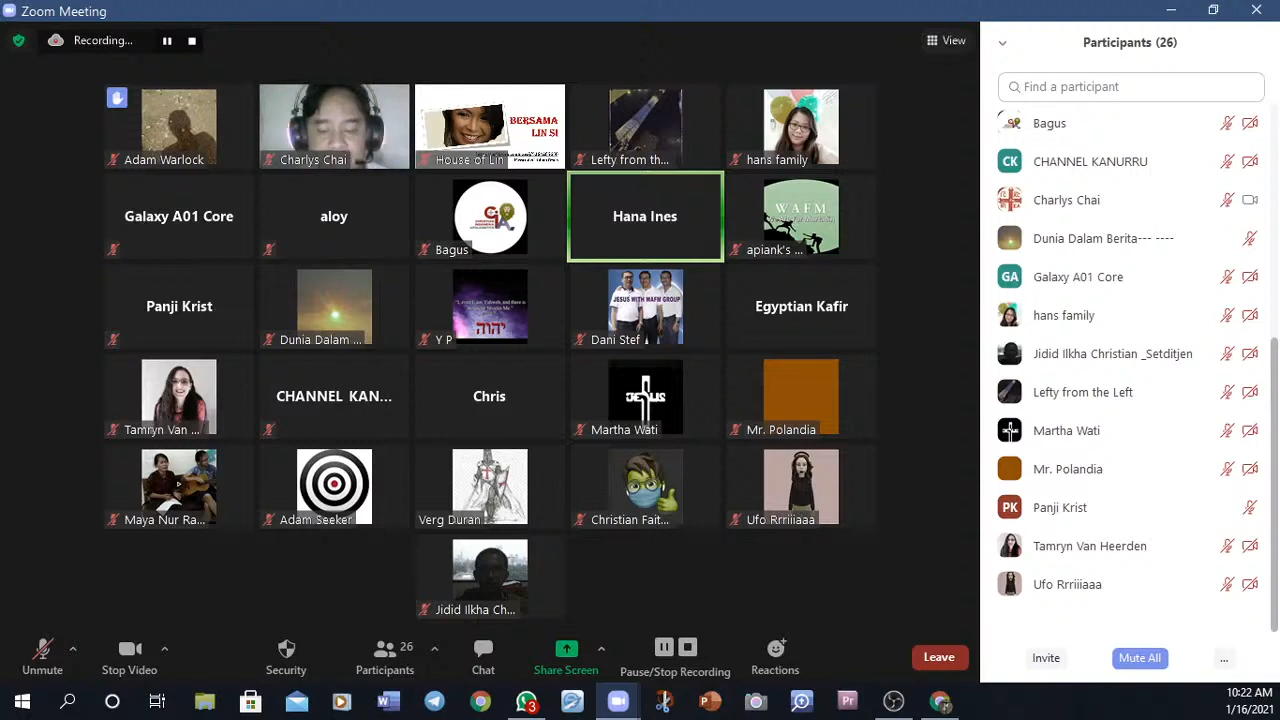 Zoom Meeting
Recording...
View
Adam Warlock
Charlys Chai
BERSAMA
LIN SI
House of Lin
Lefty from th...
hans family
Galaxy A01 Core
aloy
Bagus
Hana Ines
WAFM
apiank's ...
Panji Krist
Dunia Dalam ...
יהוה
Y P
JESUS WITH WAFM GROUP
Dani Stef
Egyptian Kafir
Tamryn Van ...
CHANNEL KAN...
Chris
JESUS
Martha Wati
Mr. Polandia
Maya Nur Ra...
Adam Seeker
Verg Duran
Christian Fait...
Ufo Rrriiiaaa
Jidid Ilkha Ch...
Unmute
Stop Video
Security
26
Participants
Chat
Share Screen
Pause/Stop Recording
Reactions
Leave
Participants (26)
Find a participant
Bagus
CK CHANNEL KANURRU
Charlys Chai
Dunia Dalam Berita--- ----
GA Galaxy A01 Core
hans family
Jidid Ilkha Christian _Setditjen
Lefty from the Left
Martha Wati
Mr. Polandia
PK Panji Krist
Tamryn Van Heerden
Ufo Rrriiiaaa
Invite
Mute All
...
3
Pr
10:22 AM
1/16/2021